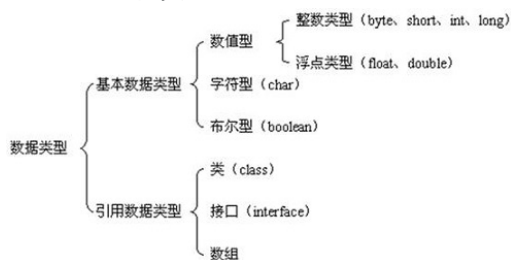 整数类型（byte、short、int、long）
数值型
浮点类型（float、double）
基本数据类型
字符型（char）
布尔型（boolean）
数据类型
类（class）
引用数据类型
接口（interface）
数组